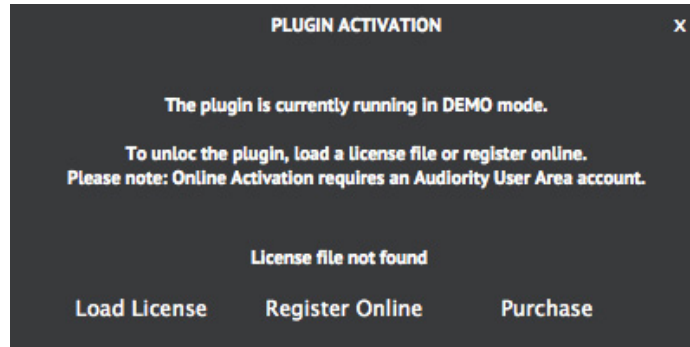 PLUGIN ACTIVATION
X
The plugin is currently running in DEMO mode.
To unloc the plugin, load a license file or register online.
Please note: Online Activation requires an Audiority User Area account.
License file not found
Load License Register Online Purchase